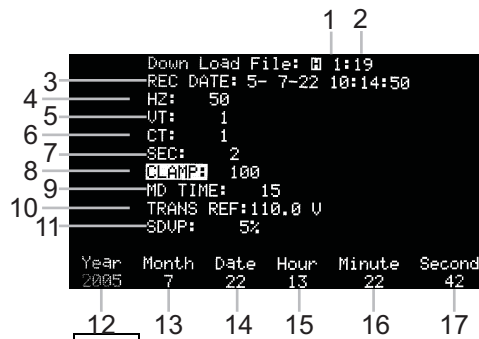 1 2
Down Load File: H 1:19
3 REC DATE: 5- 7-22 10:14:50
4 HZ: 50
5 VT: 1
6 CT: 1
7 SEC: 2
8 CLAMP: 100
9 MD TIME: 15
10 TRANS REF:110.0 V
11 SDVP: 5%
Year Month Date Hour Minute Second
2005 7 22 13 22 42
12 13 14 15 16 17